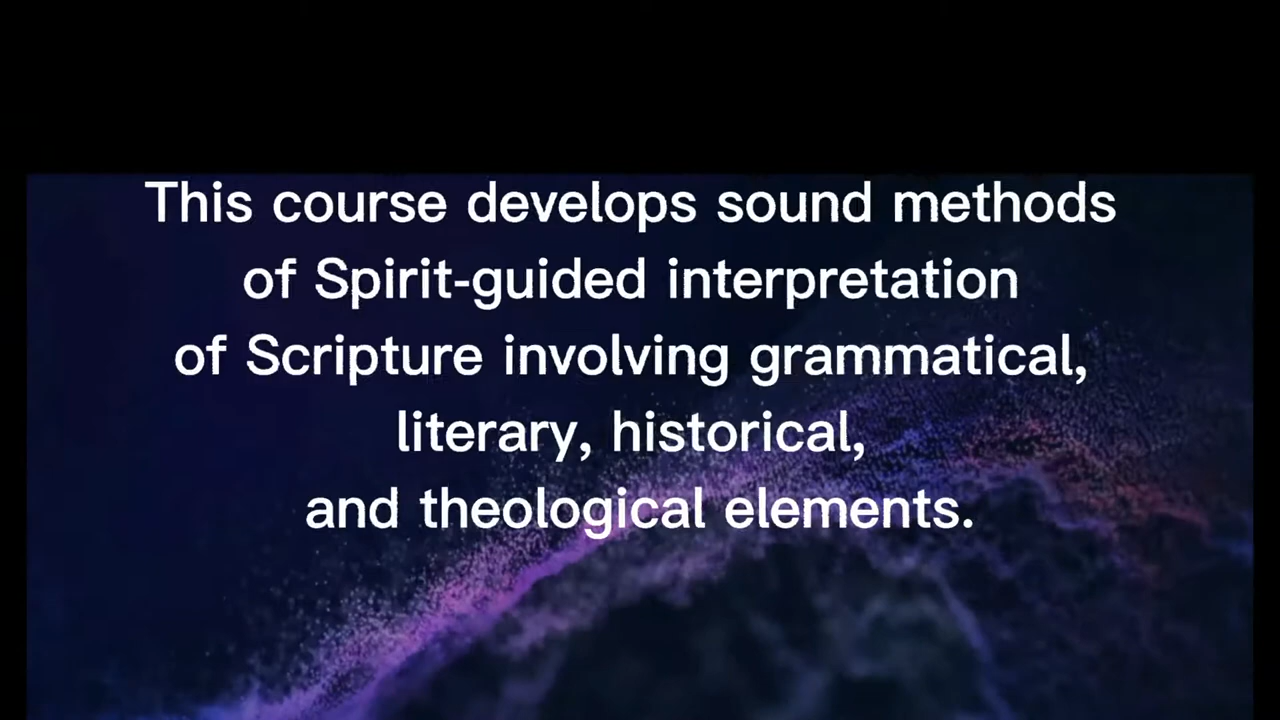 This course develops sound methods
of Spirit-guided interpretation
of Scripture involving grammatical,
literary, historical,
and theological elements.